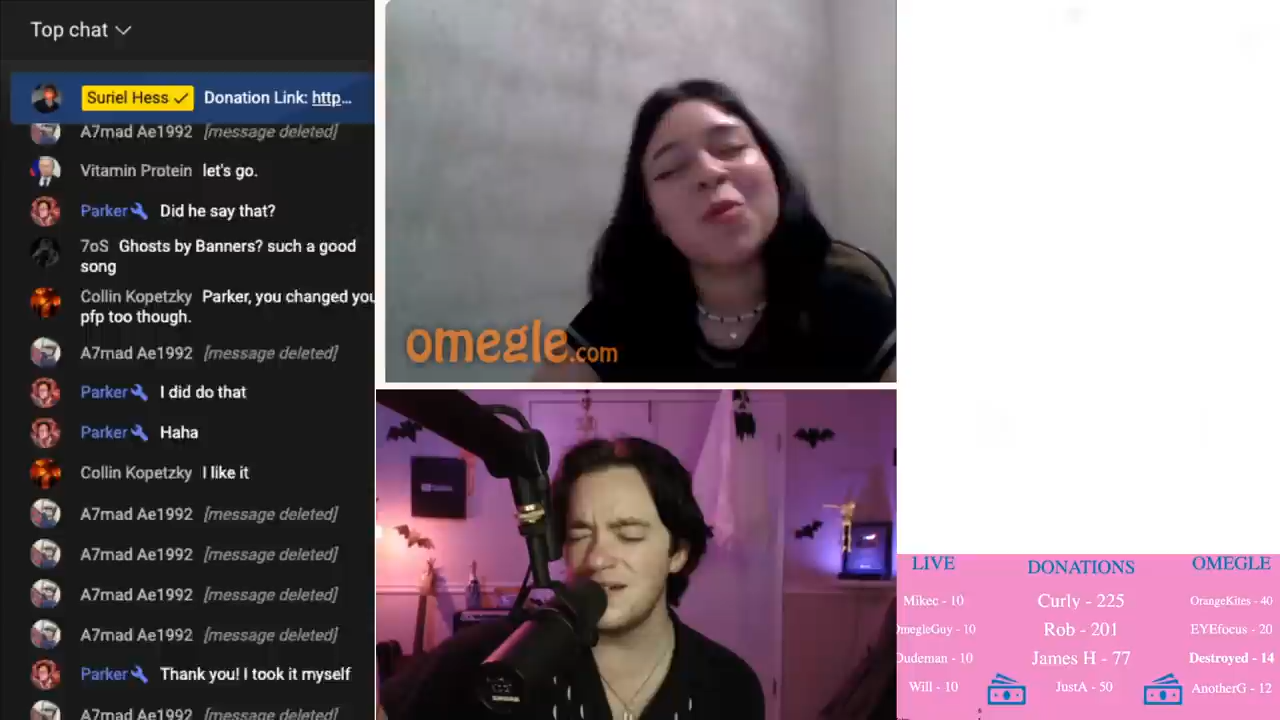 Top chat
Suriel Hess Donation Link: http...
A7mad Ae1992 [message deleted]
Vitamin Protein let's go.
Parker Did he say that?
7oS Ghosts by Banners? such a good
song
Collin Kopetzky Parker, you changed you
pfp too though.
A7mad Ae1992 [message deleted]
Parker I did do that
Parker Haha
Collin Kopetzky I like it
A7mad Ae1992 [message deleted]
A7mad Ae1992 [message deleted]
A7mad Ae1992 [message deleted]
A7mad Ae1992 [message deleted]
Parker Thank you! I took it myself
A7mad Ae1992 [message deleted]
omegle.com
LIVE
Mikec - 10
OmegleGuy - 10
Dudeman - 10
Will - 10
DONATIONS
Curly - 225
Rob - 201
James H - 77
JustA - 50
OMEGLE
OrangeKites - 40
EYEfocus - 20
Destroyed - 14
AnotherG - 12